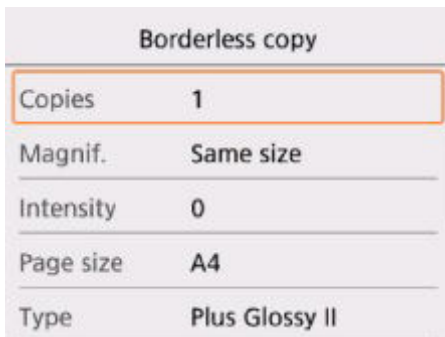 Borderless copy
Copies 1
Magnif. Same size
Intensity 0
Page size A4
Type Plus Glossy II